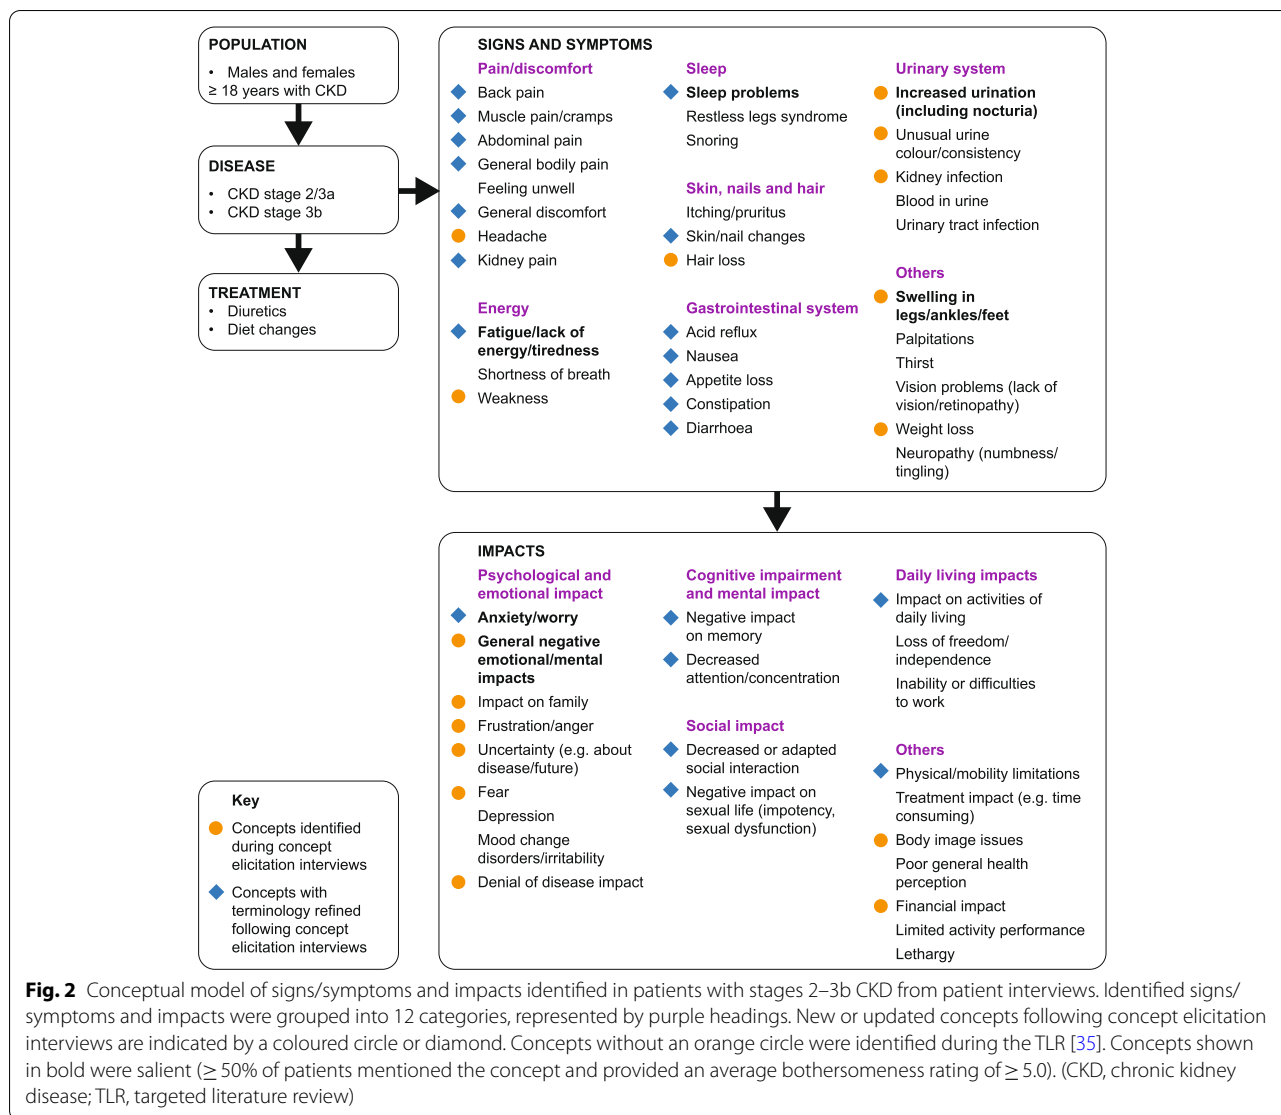 POPULATION
• Males and females
≥ 18 years with CKD
DISEASE
• CKD stage 2/3a
• CKD stage 3b
TREATMENT
• Diuretics
• Diet changes
SIGNS AND SYMPTOMS
Pain/discomfort
Back pain
Muscle pain/cramps
Abdominal pain
General bodily pain
Feeling unwell
General discomfort
Headache
Kidney pain
Energy
Fatigue/lack of
energy/tiredness
Shortness of breath
Weakness
Sleep
Sleep problems
Restless legs syndrome
Snoring
Skin, nails and hair
Itching/pruritus
Skin/nail changes
Hair loss
Gastrointestinal system
Acid reflux
Nausea
Appetite loss
Constipation
Diarrhoea
Urinary system
Increased urination
(including nocturia)
Unusual urine
colour/consistency
Kidney infection
Blood in urine
Urinary tract infection
Others
Swelling in
legs/ankles/feet
Palpitations
Thirst
Vision problems (lack of
vision/retinopathy)
Weight loss
Neuropathy (numbness/
tingling)
IMPACTS
Psychological and
emotional impact
Anxiety/worry
General negative
emotional/mental
impacts
Impact on family
Frustration/anger
Uncertainty (e.g. about
disease/future)
Fear
Depression
Mood change
disorders/irritability
Denial of disease impact
Cognitive impairment
and mental impact
Negative impact
on memory
Decreased
attention/concentration
Social impact
Decreased or adapted
social interaction
Negative impact on
sexual life (impotency,
sexual dysfunction)
Daily living impacts
Impact on activities of
daily living
Loss of freedom/
independence
Inability or difficulties
to work
Others
Physical/mobility limitations
Treatment impact (e.g. time
consuming)
Body image issues
Poor general health
perception
Financial impact
Limited activity performance
Lethargy
Key
Concepts identified
during concept
elicitation interviews
Concepts with
terminology refined
following concept
elicitation interviews
Fig. 2 Conceptual model of signs/symptoms and impacts identified in patients with stages 2–3b CKD from patient interviews. Identified signs/
symptoms and impacts were grouped into 12 categories, represented by purple headings. New or updated concepts following concept elicitation
interviews are indicated by a coloured circle or diamond. Concepts without an orange circle were identified during the TLR [35]. Concepts shown
in bold were salient (≥ 50% of patients mentioned the concept and provided an average bothersomeness rating of ≥ 5.0). (CKD, chronic kidney
disease; TLR, targeted literature review)